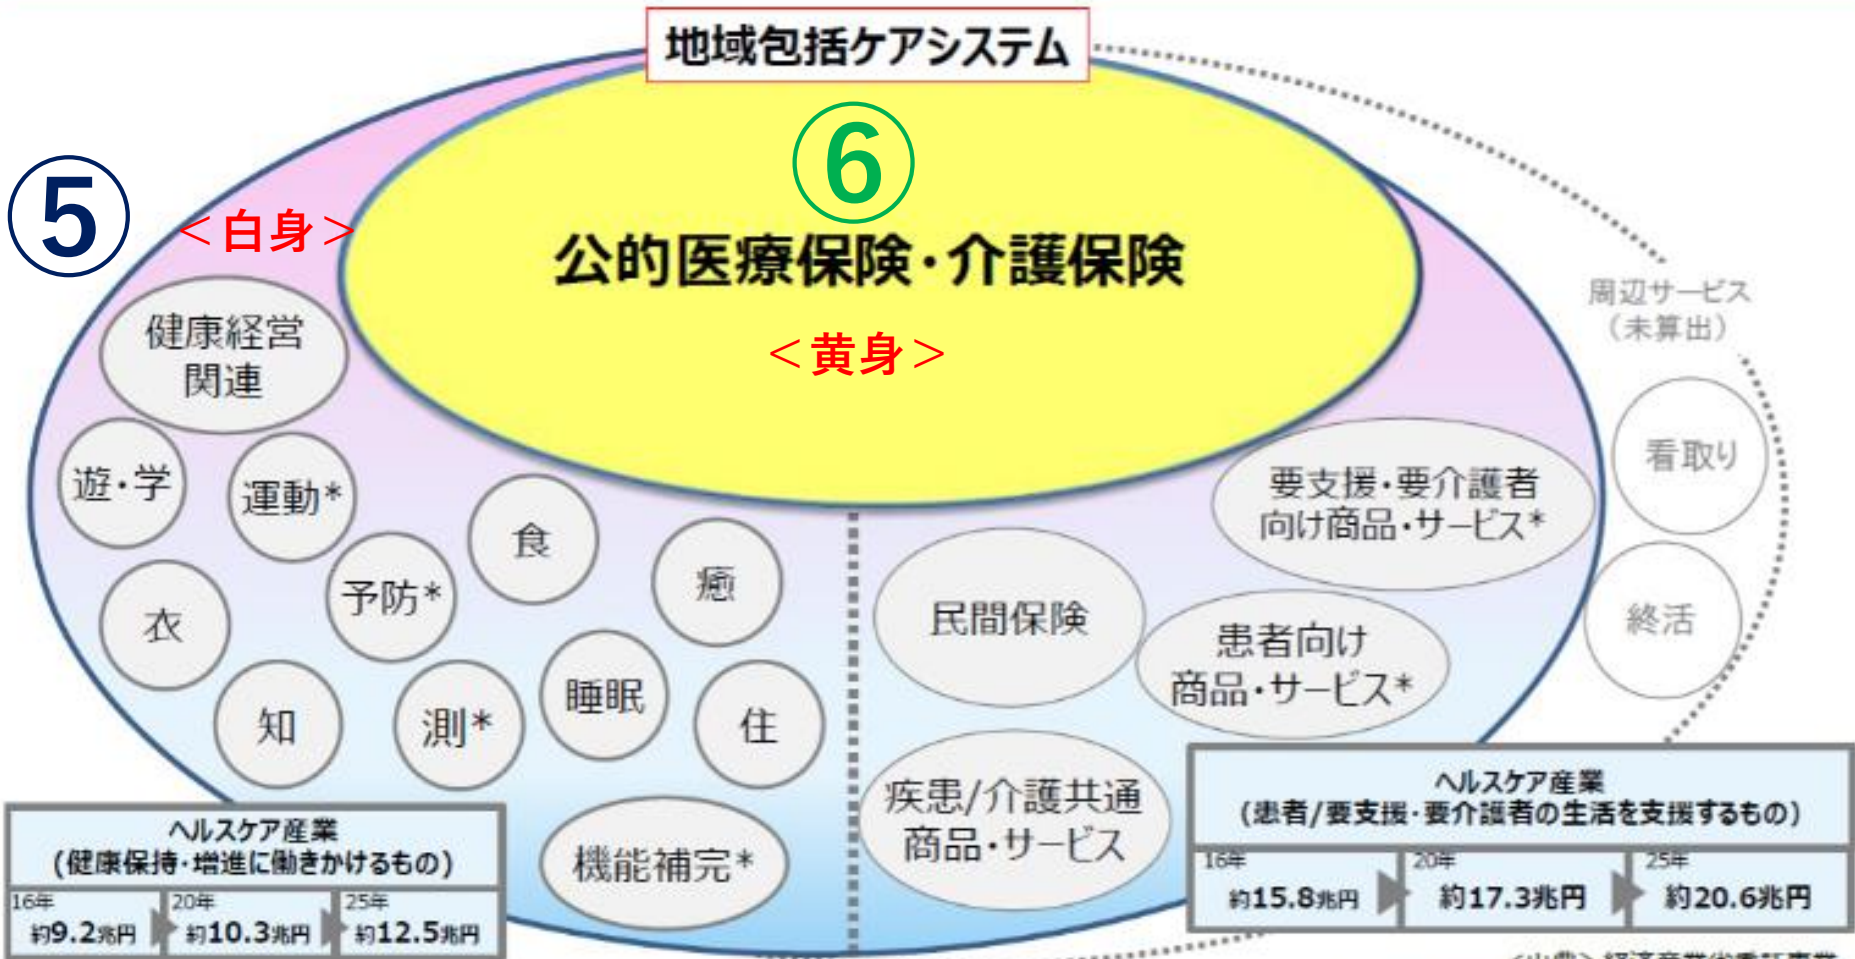 地域包括ケアシステム
⑤
⑥
＜白身＞
公的医療保険・介護保険
＜黄身＞
周辺サービス
（未算出）
健康経営
関連
遊・学
運動*
食
癒
衣
予防*
知
測*
睡眠
住
機能補完*
要支援・要介護者
向け商品・サービス*
民間保険
患者向け
商品・サービス*
疾患/介護共通
商品・サービス
看取り
終活
ヘルスケア産業
(健康保持・増進に働きかけるもの)
16年
約9.2兆円
20年
約10.3兆円
25年
約12.5兆円
ヘルスケア産業
(患者/要支援・要介護者の生活を支援するもの)
16年
約15.8兆円
20年
約17.3兆円
25年
約20.6兆円